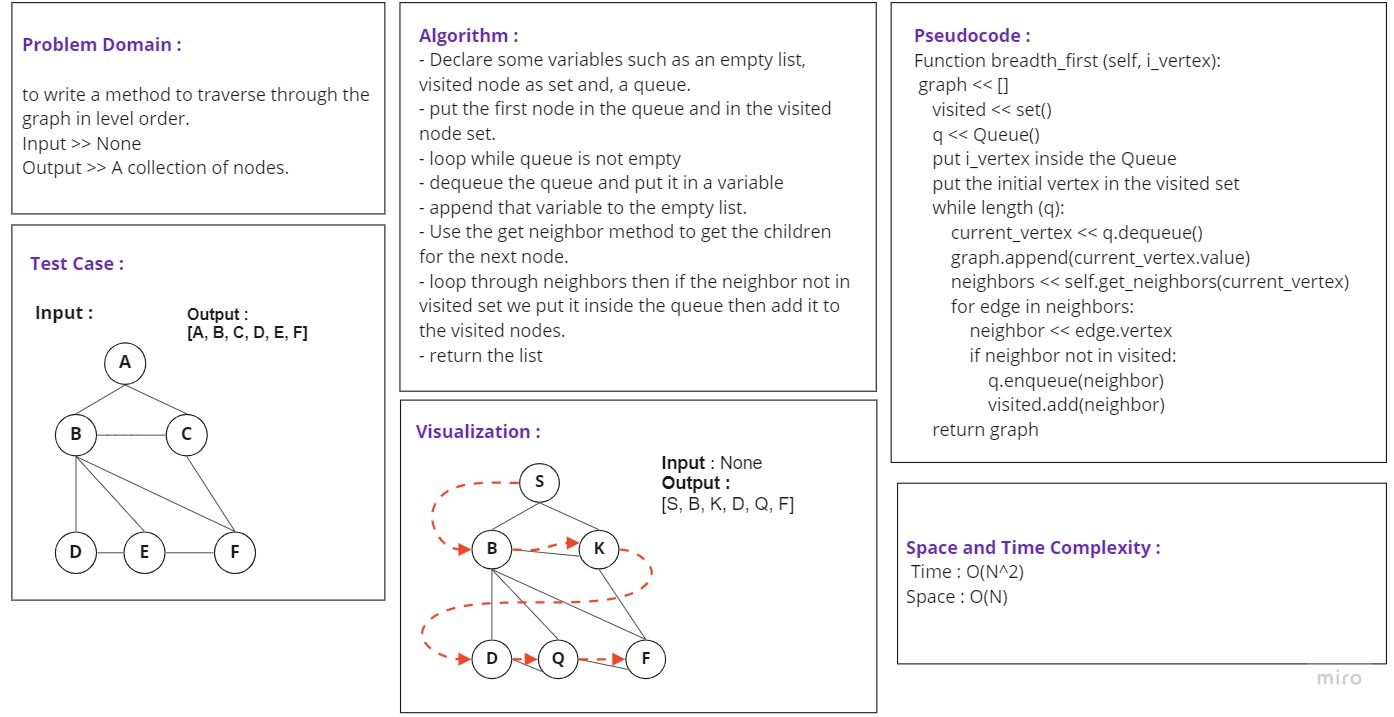 Problem Domain :
to write a method to traverse through the
graph in level order.
Input >> None
Output >> A collection of nodes.
Test Case :
Input :
Output :
[A, B, C, D, E, F]
A
B
C
D
E
F
Algorithm :
- Declare some variables such as an empty list,
visited node as set and, a queue.
- put the first node in the queue and in the visited
node set.
- loop while queue is not empty
- dequeue the queue and put it in a variable
- append that variable to the empty list.
- Use the get neighbor method to get the children
for the next node.
- loop through neighbors then if the neighbor not in
visited set we put it inside the queue then add it to
the visited nodes.
- return the list
Visualization :
Input : None
Output :
[S, B, K, D, Q, F]
S
B
K
D
Q
F
Pseudocode :
Function breadth_first (self, i_vertex):
graph << []
visited << set()
q << Queue()
put i_vertex inside the Queue
put the initial vertex in the visited set
while length (q):
current_vertex << q.dequeue()
graph.append(current_vertex.value)
neighbors << self.get_neighbors(current_vertex)
for edge in neighbors:
neighbor << edge.vertex
if neighbor not in visited:
q.enqueue(neighbor)
visited.add(neighbor)
return graph
Space and Time Complexity :
Time : O(N^2)
Space : O(N)
miro